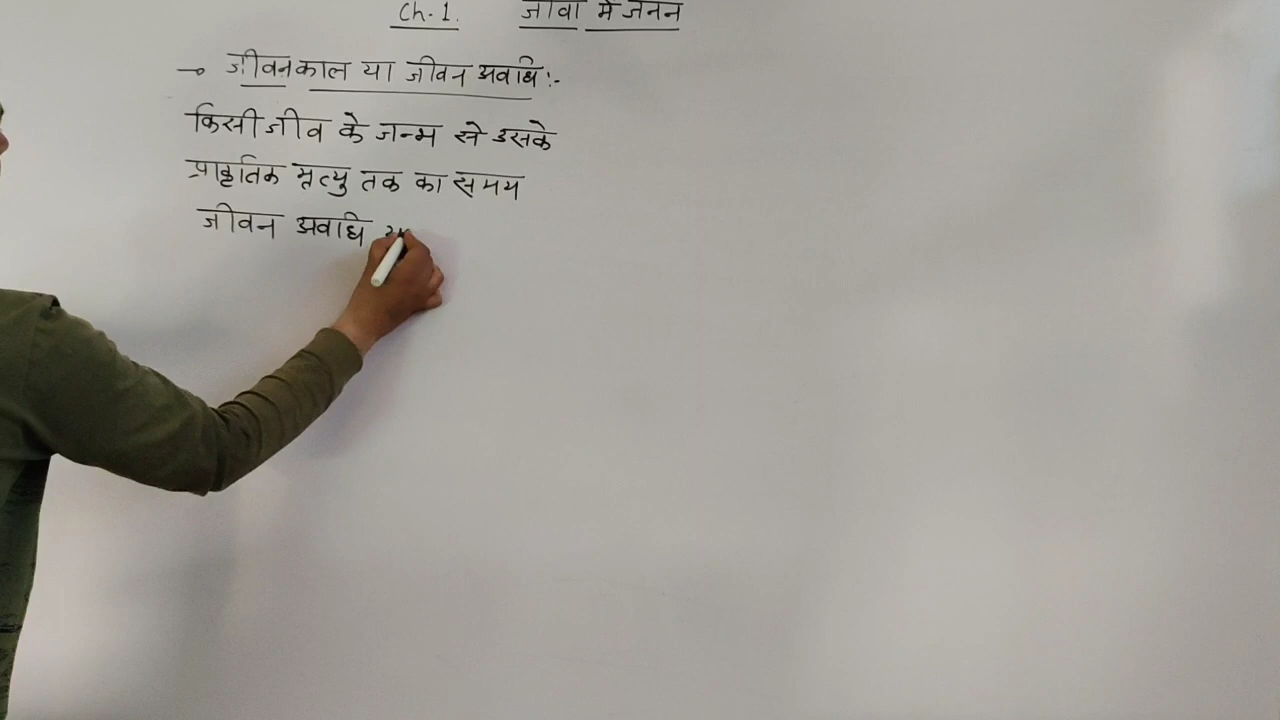 Ch. 1. जीवों में जनन
→ जीवनकाल या जीवन अवधि :-
किसी जीव के जन्म से उसके
प्राकृतिक मृत्यु तक का समय
जीवन अवधि